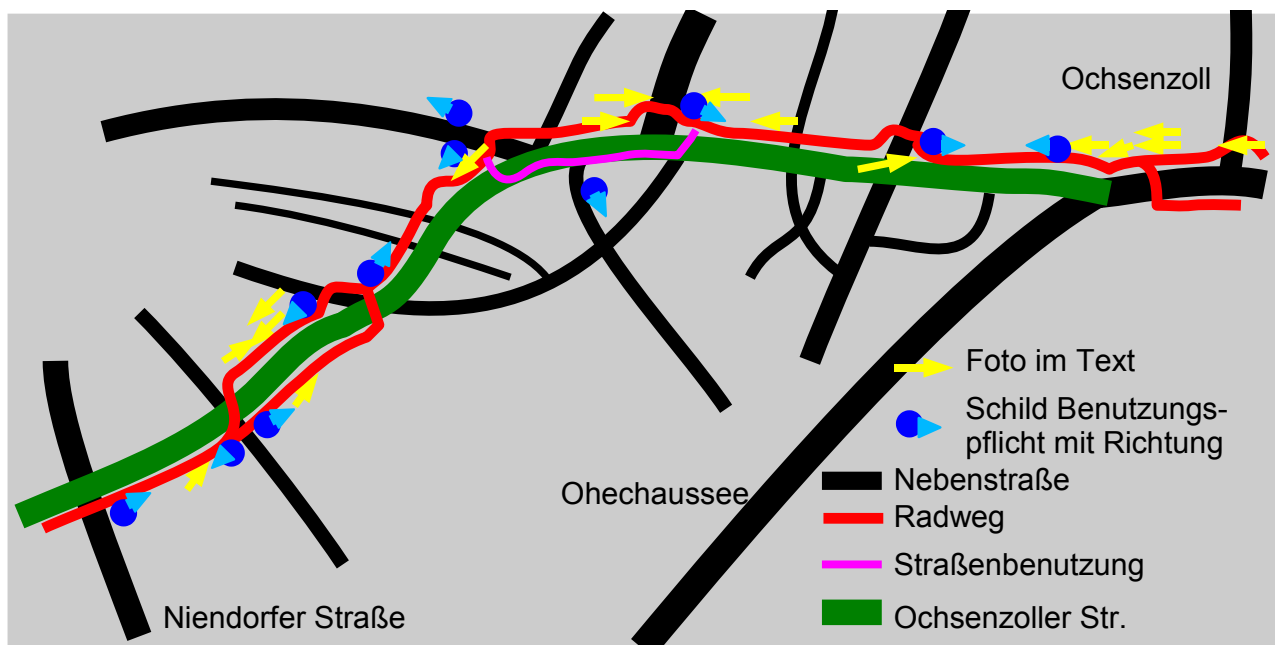 Ochsenzoll
Foto im Text
Schild Benutzungs-
pflicht mit Richtung
Nebenstraße
Ohechaussee
Radweg
Straßenbenutzung
Niendorfer Straße
Ochsenzoller Str.